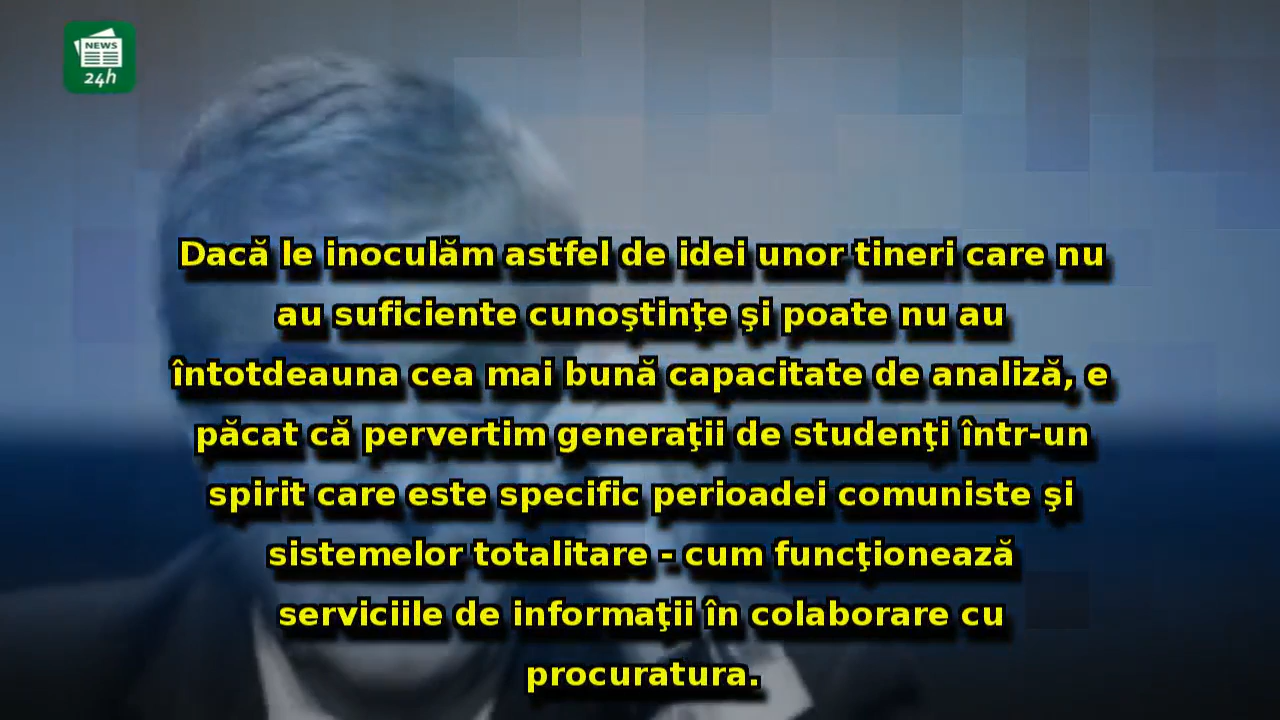 NEWS
24h
Dacă le inoculăm astfel de idei unor tineri care nu
au suficiente cunoştinţe şi poate nu au
întotdeauna cea mai bună capacitate de analiză, e
păcat că pervertim generaţii de studenţi într-un
spirit care este specific perioadei comuniste şi
sistemelor totalitare - cum funcţionează
serviciile de informaţii în colaborare cu
procuratura.